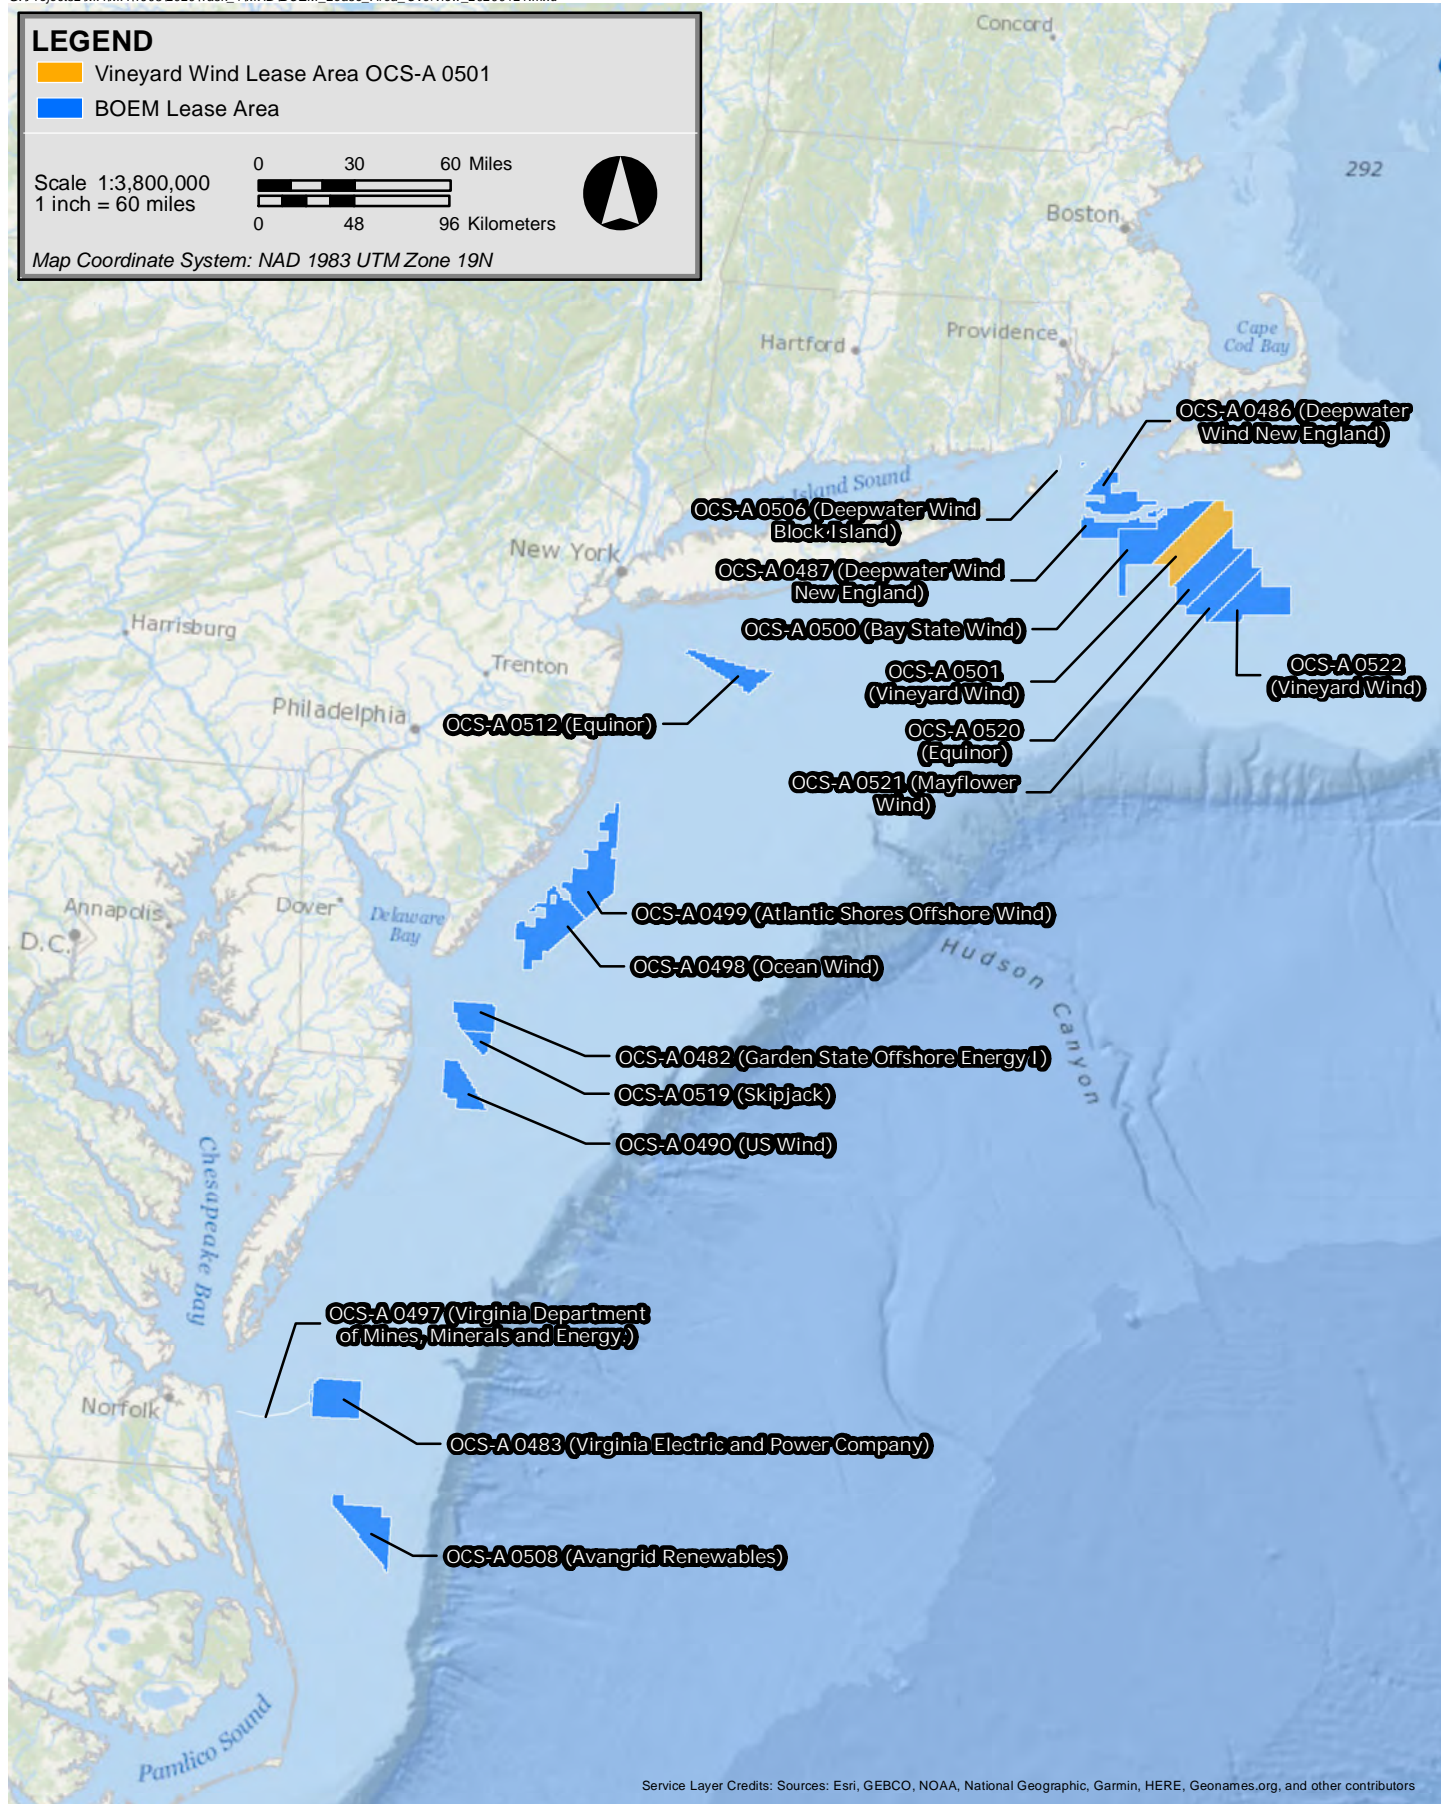 LEGEND
Vineyard Wind Lease Area OCS-A 0501
BOEM Lease Area
0 30 60 Miles
Scale 1:3,800,000
1 inch = 60 miles
0 48 96 Kilometers
Map Coordinate System: NAD 1983 UTM Zone 19N
Concord
292
Boston
Cape
Cod Bay
Providence
Hartford
OCS-A 0486 (Deepwater
Wind New England)
Island Sound
OCS-A 0506 (Deepwater Wind
Block Island)
New York
OCS-A 0487 (Deepwater Wind
New England)
OCS-A 0500 (Bay State Wind)
Harrisburg
Trenton
OCS-A 0501
(Vineyard Wind)
OCS-A 0522
(Vineyard Wind)
Philadelphia
OCS-A 0512 (Equinor)
OCS-A 0520
(Equinor)
OCS-A 0521 (Mayflower
Wind)
Annapolis
Dover
Delaware
Bay
D.C.
OCS-A 0499 (Atlantic Shores Offshore Wind)
OCS-A 0498 (Ocean Wind)
Hudson Canyon
OCS-A 0482 (Garden State Offshore Energy I)
OCS-A 0519 (Skipjack)
OCS-A 0490 (US Wind)
Chesapeake Bay
OCS-A 0497 (Virginia Department
of Mines, Minerals and Energy.)
Norfolk
OCS-A 0483 (Virginia Electric and Power Company)
OCS-A 0508 (Avangrid Renewables)
Pamlico Sound
Service Layer Credits: Sources: Esri, GEBCO, NOAA, National Geographic, Garmin, HERE, Geonames.org, and other contributors